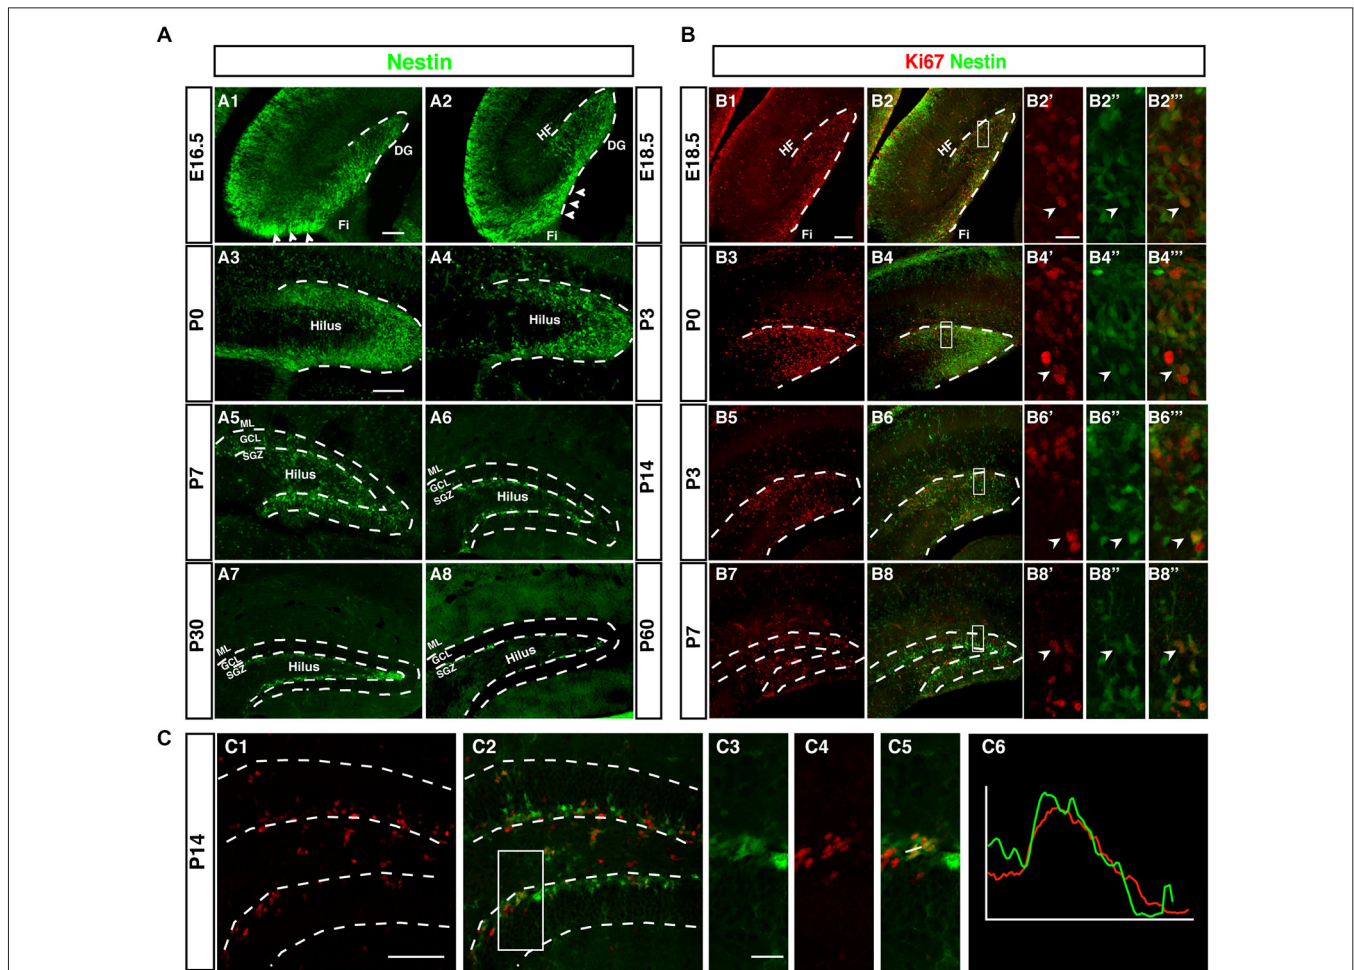 A
B
Nestin
Ki67 Nestin
E16.5
A1
DG
Fi
A2
HF
DG
Fi
E18.5
E18.5
B1
HF
Fi
B2
HF
Fi
B2’
B2’’
B2’’’
P0
A3
Hilus
A4
Hilus
P3
P0
B3
B4
B4’
B4’’
B4’’’
P7
A5
ML
GCL
SGZ
Hilus
A6
ML
GCL
SGZ
Hilus
P14
P3
B5
B6
B6’
B6’’
B6’’’
P30
A7
ML
GCL
SGZ
Hilus
A8
ML
GCL
SGZ
Hilus
P60
P7
B7
B8
B8’
B8’’
B8’’
C
P14
C1
C2
C3
C4
C5
C6